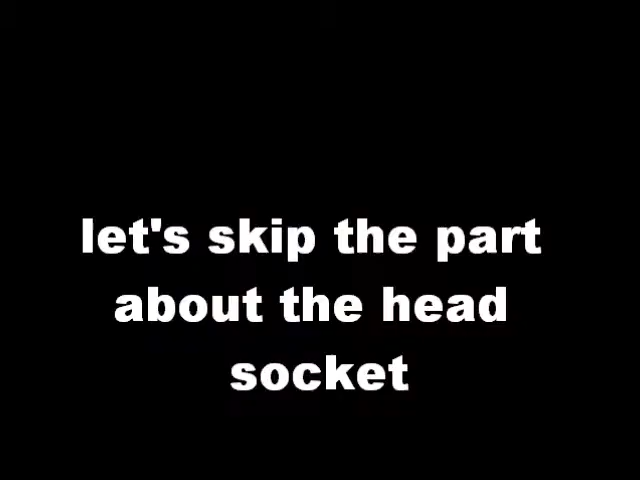 let's skip the part
about the head
socket